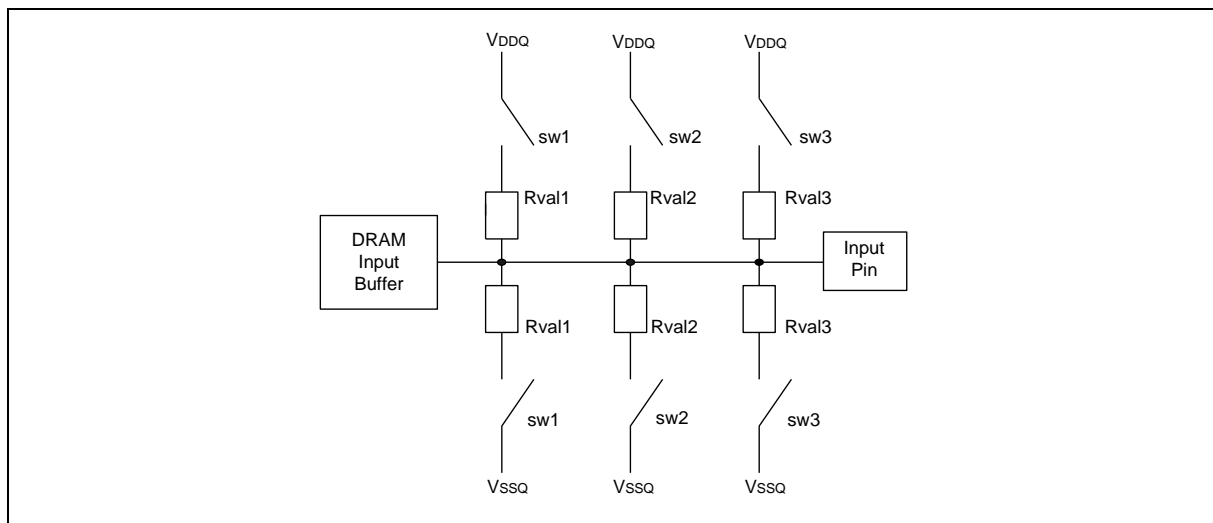 VDDQ VDDQ VDDQ
sw1 sw2 sw3
Rval1 Rval2 Rval3
DRAM
Input
Buffer
Input
Pin
Rval1 Rval2 Rval3
sw1 sw2 sw3
VSSQ VSSQ VSSQ